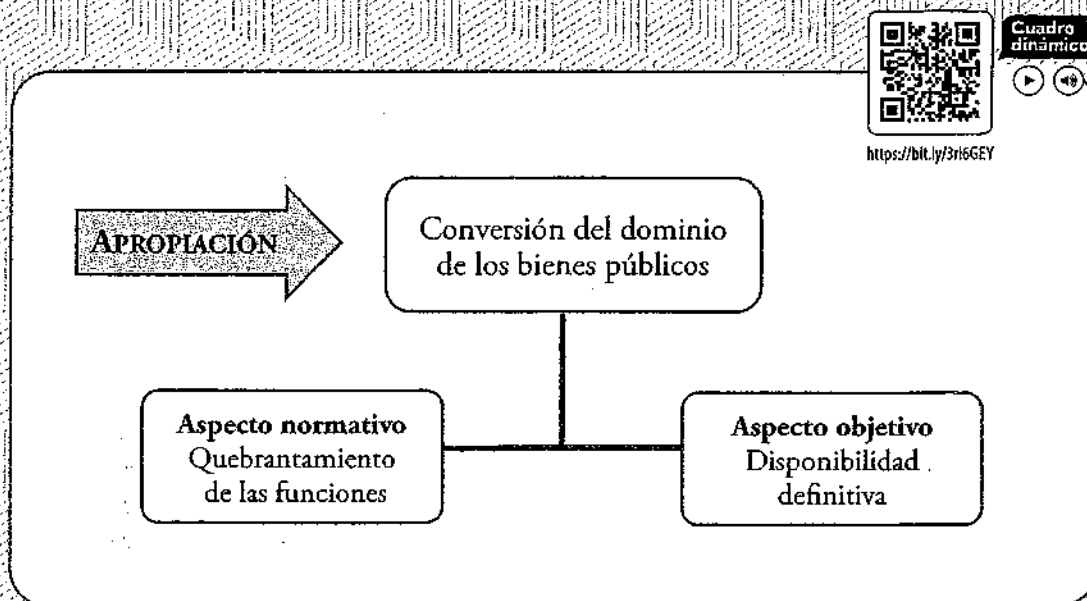 Cuadro
dinámico
https://bit.ly/3ri6GEY
APROPIACIÓN
Conversión del dominio
de los bienes públicos
Aspecto normativo
Quebrantamiento
de las funciones
Aspecto objetivo
Disponibilidad
definitiva